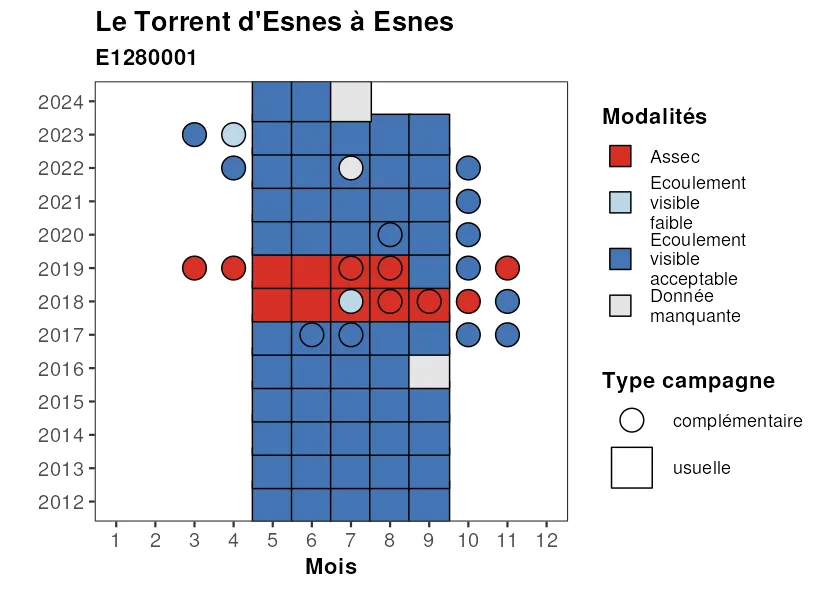 Le Torrent d'Esnes à Esnes
E1280001
2024
2023
2022
2021
2020
2019
2018
2017
2016
2015
2014
2013
2012
1 2 3 4 5 6 7 8 9 10 11 12
Mois
Modalités
Assec
Ecoulement
visible
faible
Ecoulement
visible
acceptable
Donnée
manquante
Type campagne
complémentaire
usuelle